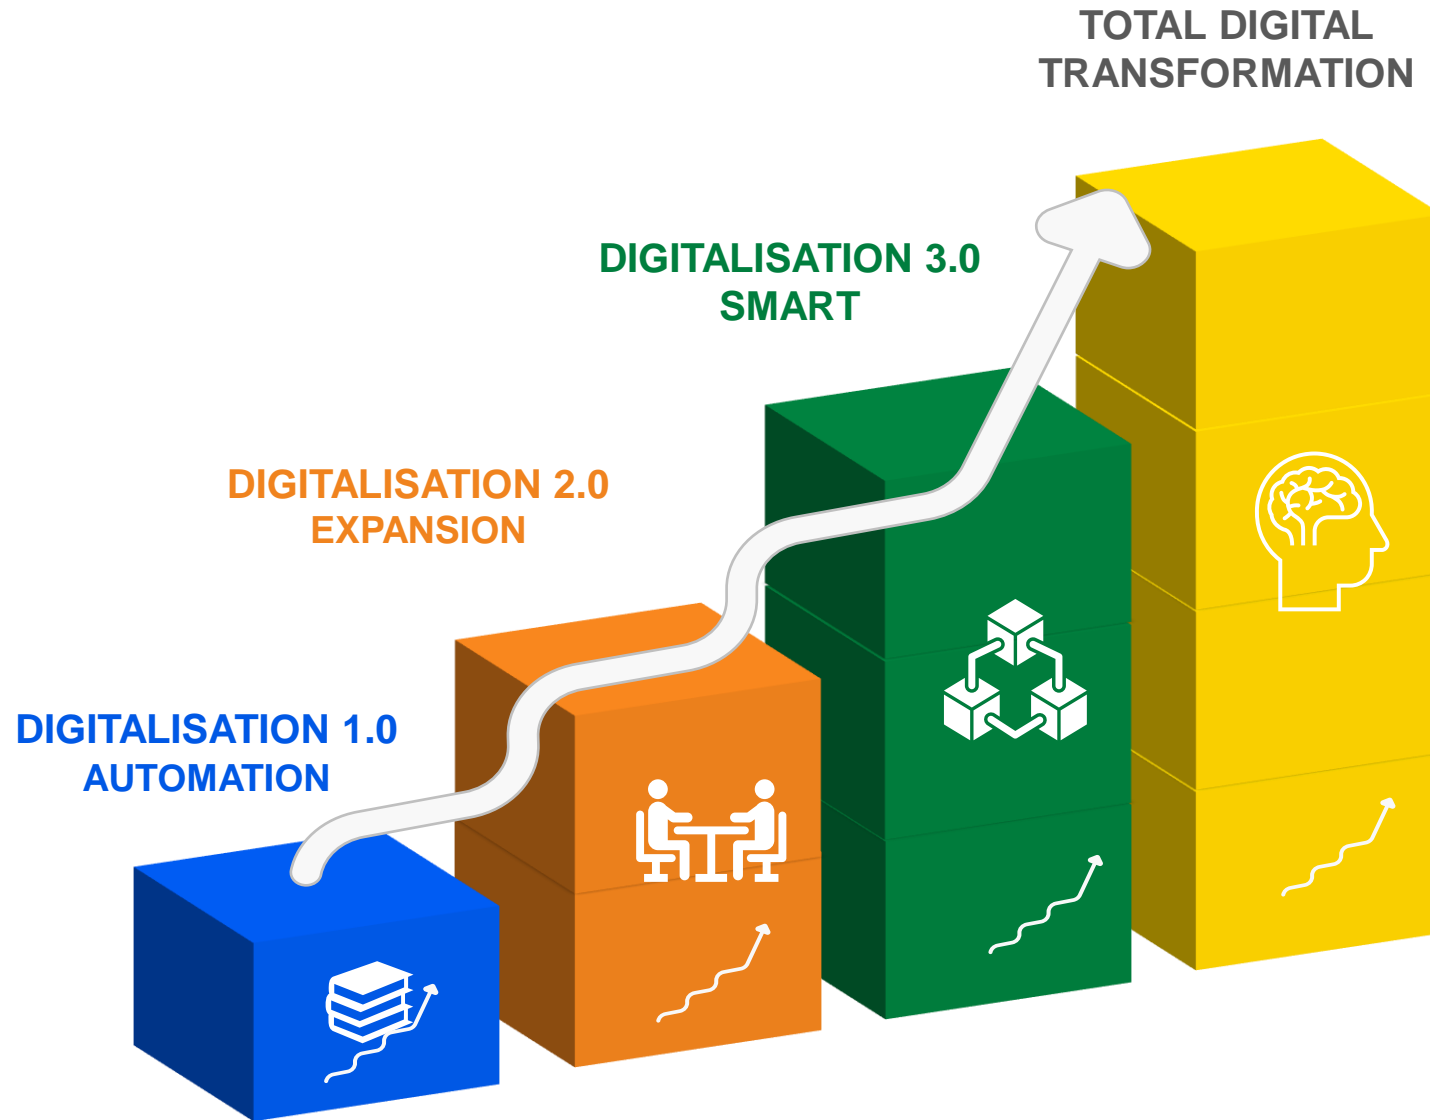 TOTAL DIGITAL
TRANSFORMATION
DIGITALISATION 3.0
SMART
DIGITALISATION 2.0
EXPANSION
DIGITALISATION 1.0
AUTOMATION